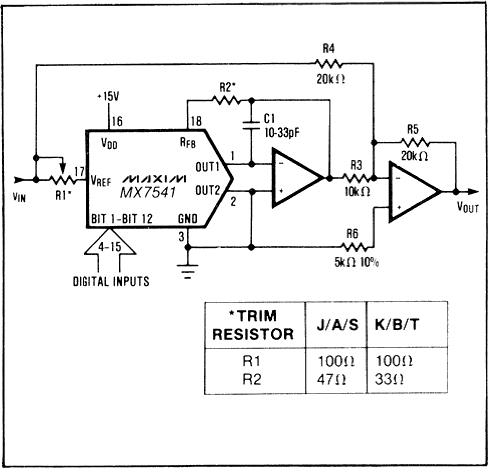 R4
20kΩ
+15V
R2*
16
18
C1
10-33pF
R5
20kΩ
VDD
RFB
1
OUT1
−
R3
10kΩ
−
17
VREF
MAXIM
MX7541
OUT2
2
+
+
VIN
R1*
VOUT
BIT 1-BIT 12
GND
4-15
3
R6
5kΩ 10%
DIGITAL INPUTS
*TRIM RESISTOR J/A/S K/B/T
R1 100Ω 100Ω
R2 47Ω 33Ω